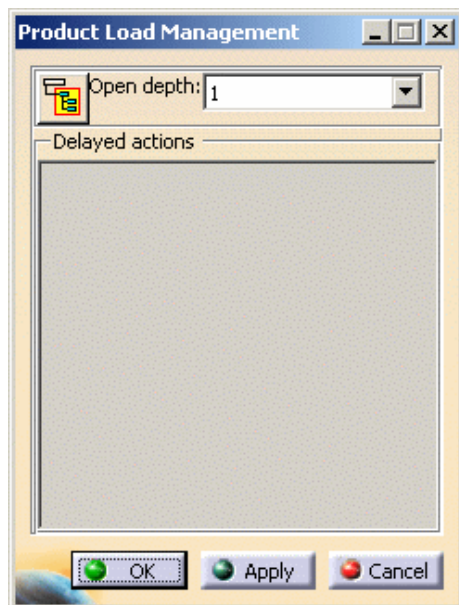 Product Load Management
Open depth: 1
Delayed actions
OK Apply Cancel